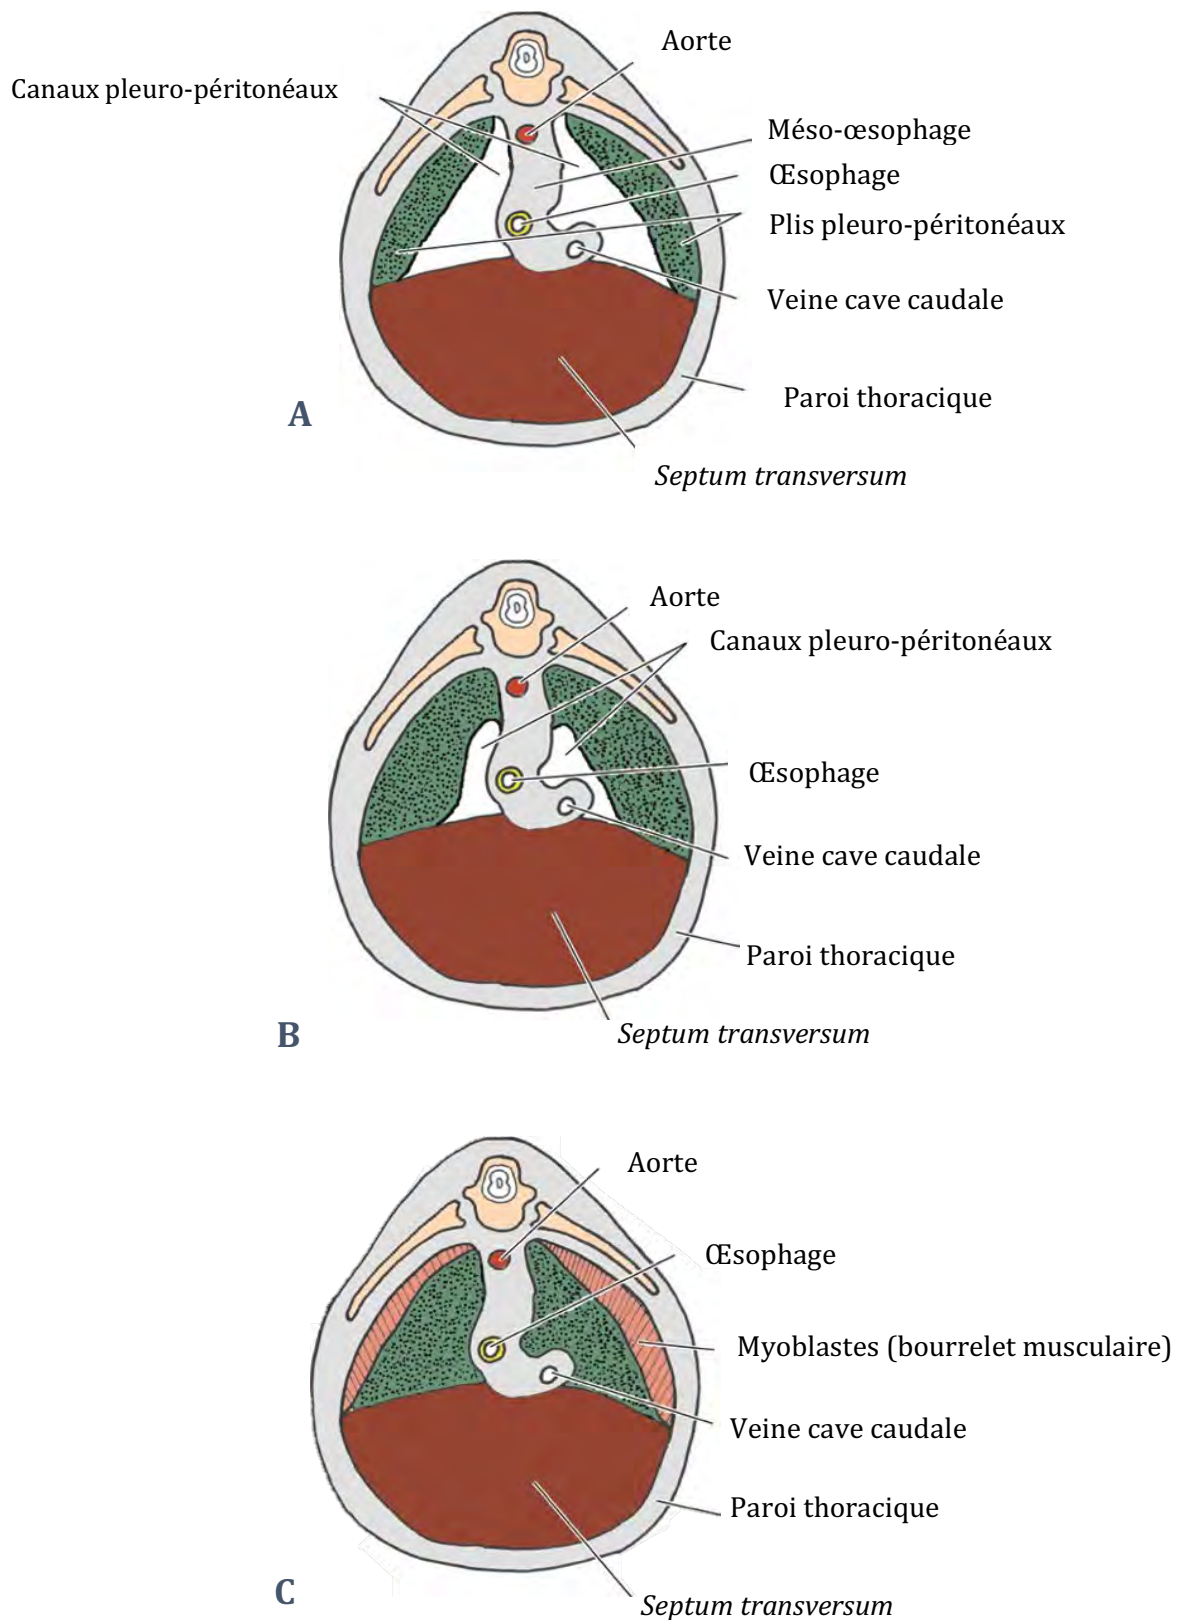 Aorte
Canaux pleuro-péritonéaux
Méso-œsophage
Œsophage
Plis pleuro-péritonéaux
Veine cave caudale
Paroi thoracique
A
Septum transversum
Aorte
Canaux pleuro-péritonéaux
Œsophage
Veine cave caudale
Paroi thoracique
B
Septum transversum
Aorte
Œsophage
Myoblastes (bourrelet musculaire)
Veine cave caudale
Paroi thoracique
C
Septum transversum